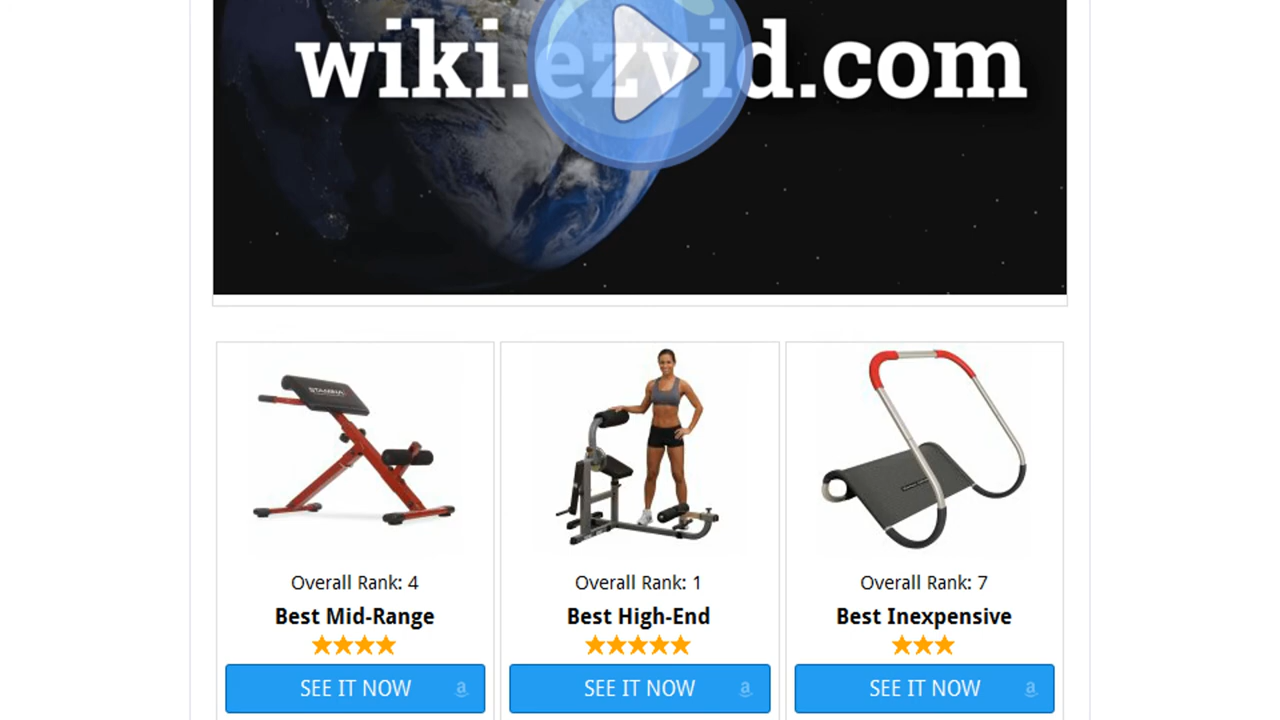 wiki.ezvid.com
STAMINA
Overall Rank: 4
Best Mid-Range
SEE IT NOW
a
Overall Rank: 1
Best High-End
SEE IT NOW
a
Overall Rank: 7
Best Inexpensive
SEE IT NOW
a